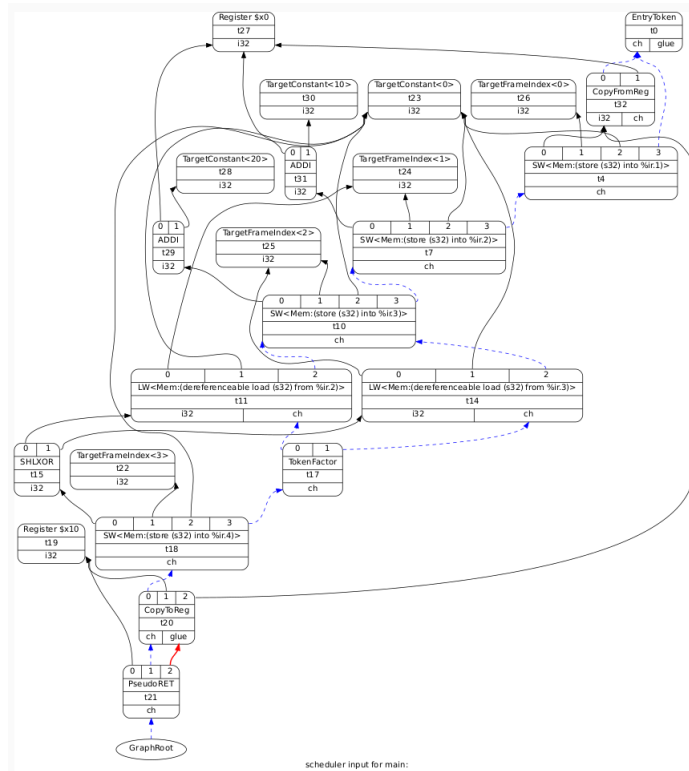 Register $x0
t27
i32
EntryToken
t0
ch glue
TargetConstant<10>
t30
i32
TargetConstant<0>
t23
i32
TargetFrameIndex<0>
t26
i32
0 1
CopyFromReg
t32
i32 ch
TargetConstant<20>
t28
i32
0 1
ADDI
t31
i32
TargetFrameIndex<1>
t24
i32
0 1 2 3
SW<Mem:(store (s32) into %ir.1)>
t4
ch
0 1
ADDI
t29
i32
TargetFrameIndex<2>
t25
i32
0 1 2 3
SW<Mem:(store (s32) into %ir.2)>
t7
ch
0 1 2 3
SW<Mem:(store (s32) into %ir.3)>
t10
ch
0 1 2
LW<Mem:(dereferenceable load (s32) from %ir.2)>
t11
i32 ch
0 1 2
LW<Mem:(dereferenceable load (s32) from %ir.3)>
t14
i32 ch
0 1
SHLXOR
t15
i32
TargetFrameIndex<3>
t22
i32
0 1
TokenFactor
t17
ch
Register $x10
t19
i32
0 1 2 3
SW<Mem:(store (s32) into %ir.4)>
t18
ch
0 1 2
CopyToReg
t20
ch glue
0 1 2
PseudoRET
t21
ch
GraphRoot
scheduler input for main: